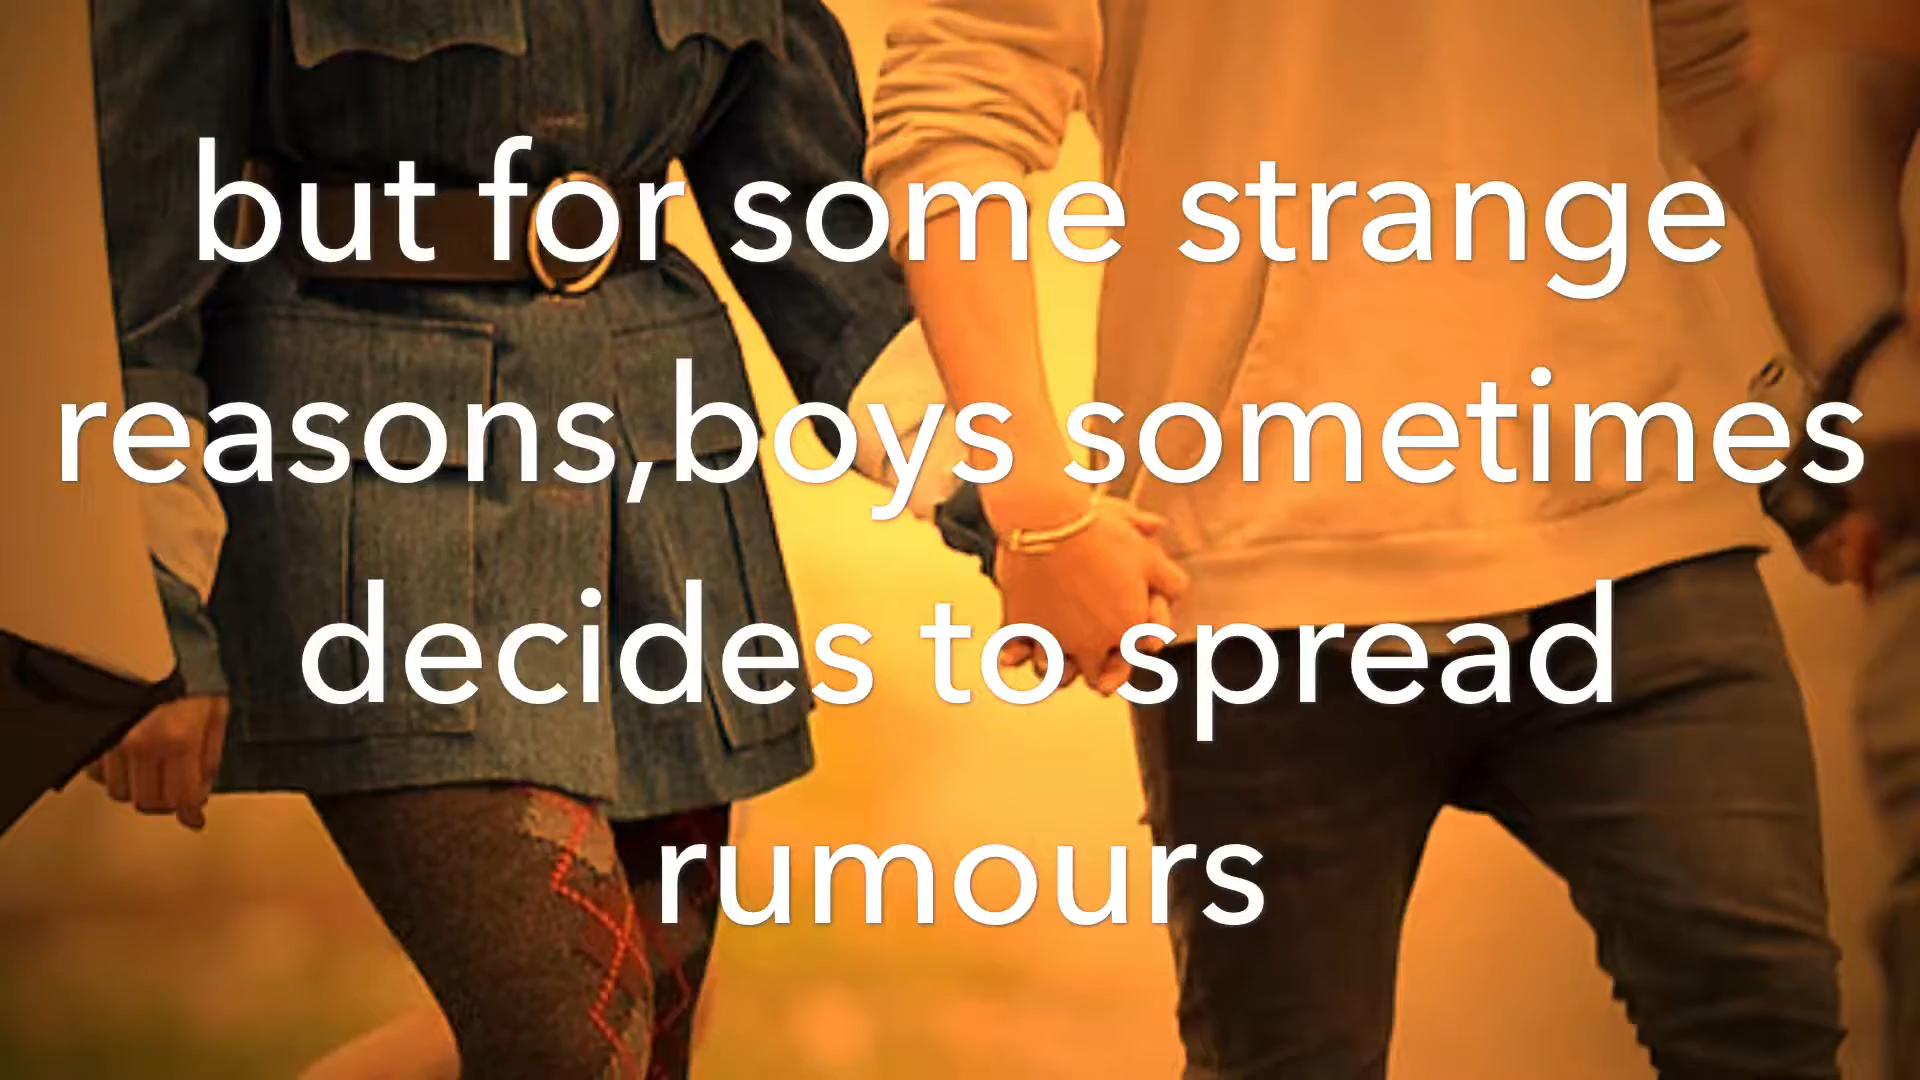 but for some strange
reasons,boys sometimes
decides to spread
rumours